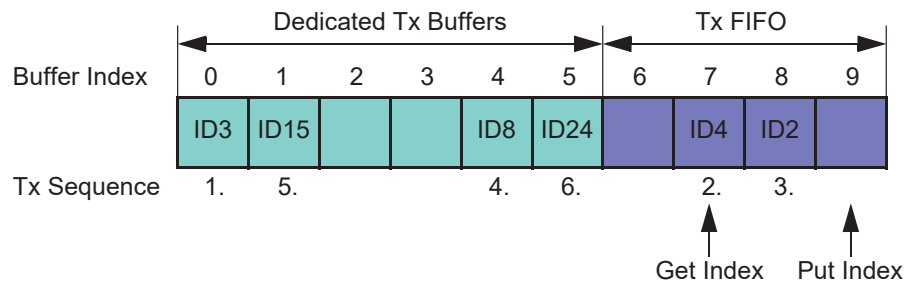 Dedicated Tx Buffers Tx FIFO
Buffer Index 0 1 2 3 4 5 6 7 8 9
ID3 ID15 ID8 ID24 ID4 ID2
Tx Sequence 1. 5. 4. 6. 2. 3.
Get Index Put Index